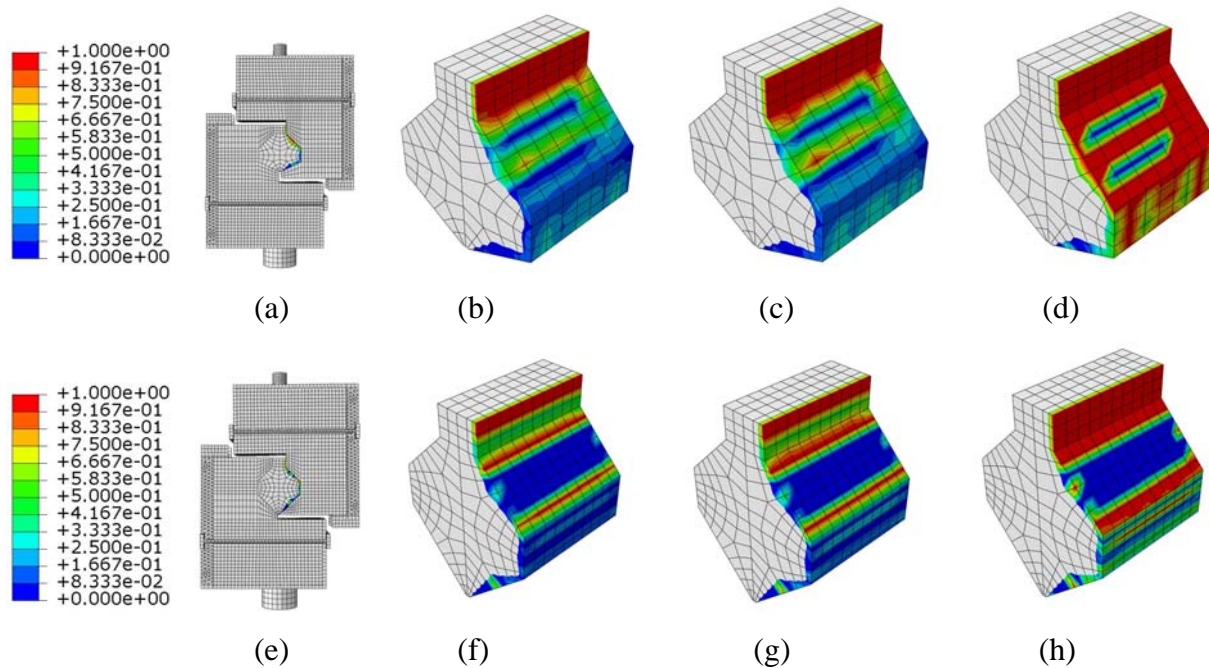 +1.000e+00
+9.167e-01
+8.333e-01
+7.500e-01
+6.667e-01
+5.833e-01
+5.000e-01
+4.167e-01
+3.333e-01
+2.500e-01
+1.667e-01
+8.333e-02
+0.000e+00
(a) (b) (c) (d)
+1.000e+00
+9.167e-01
+8.333e-01
+7.500e-01
+6.667e-01
+5.833e-01
+5.000e-01
+4.167e-01
+3.333e-01
+2.500e-01
+1.667e-01
+8.333e-02
+0.000e+00
(e) (f) (g) (h)